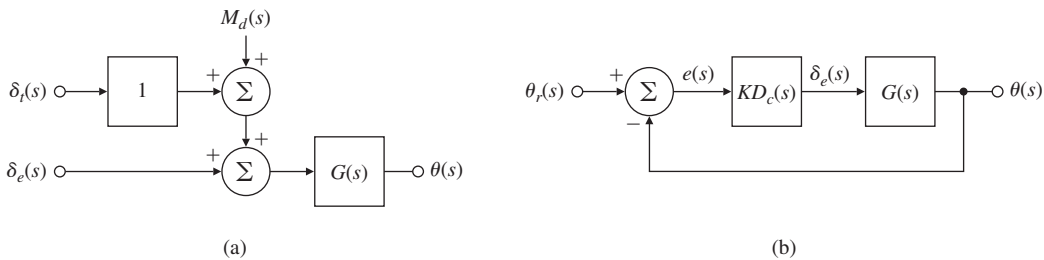 M_d(s)
+
δ_t(s) 1 + Σ
+
δ_e(s) + Σ G(s) θ(s)
(a)
θ_r(s) + Σ e(s) KD_c(s) δ_e(s) G(s) θ(s)
−
(b)